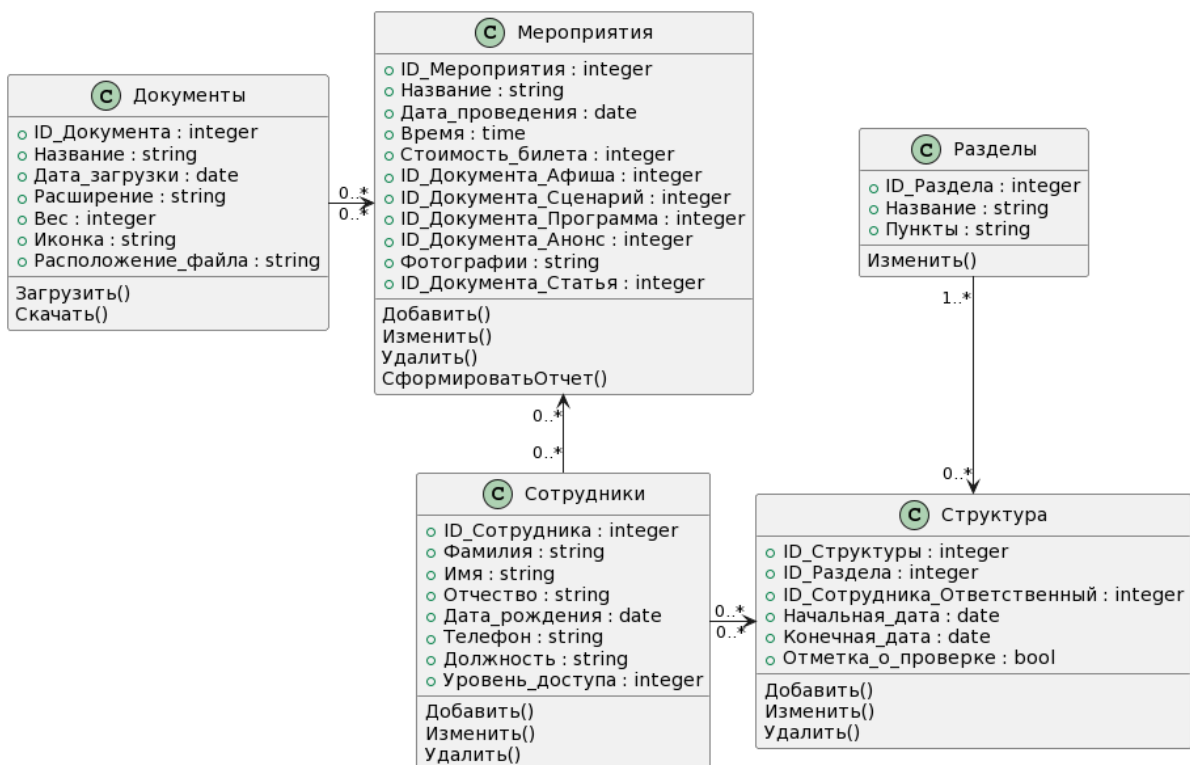 C Мероприятия
ID_Мероприятия : integer
Название : string
Дата_проведения : date
Время : time
Стоимость_билета : integer
ID_Документа_Афиша : integer
ID_Документа_Сценарий : integer
ID_Документа_Программа : integer
ID_Документа_Анонс : integer
Фотографии : string
ID_Документа_Статья : integer
Добавить()
Изменить()
Удалить()
СформироватьОтчет()
C Документы
ID_Документа : integer
Название : string
Дата_загрузки : date
Расширение : string
Вес : integer
Иконка : string
Расположение_файла : string
Загрузить()
Скачать()
0..*
0..*
C Разделы
ID_Раздела : integer
Название : string
Пункты : string
Изменить()
1..*
0..*
0..*
0..*
C Сотрудники
ID_Сотрудника : integer
Фамилия : string
Имя : string
Отчество : string
Дата_рождения : date
Телефон : string
Должность : string
Уровень_доступа : integer
Добавить()
Изменить()
Удалить()
0..*
0..*
C Структура
ID_Структуры : integer
ID_Раздела : integer
ID_Сотрудника_Ответственный : integer
Начальная_дата : date
Конечная_дата : date
Отметка_о_проверке : bool
Добавить()
Изменить()
Удалить()